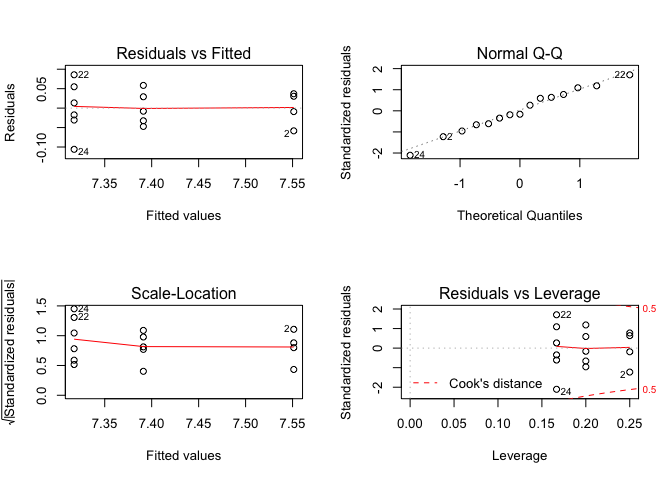 Residuals vs Fitted
Residuals
0.05
-0.10
22
24
2
7.35 7.40 7.45 7.50 7.55
Fitted values
Normal Q-Q
Standardized residuals
2
0
-2
22
2
24
-1 0 1
Theoretical Quantiles
Scale-Location
√|Standardized residuals|
1.5
1.0
0.5
0.0
24
22
2
7.35 7.40 7.45 7.50 7.55
Fitted values
Residuals vs Leverage
Standardized residuals
2
0
-2
22
2
24
0.5
0.5
Cook's distance
0.00 0.05 0.10 0.15 0.20 0.25
Leverage